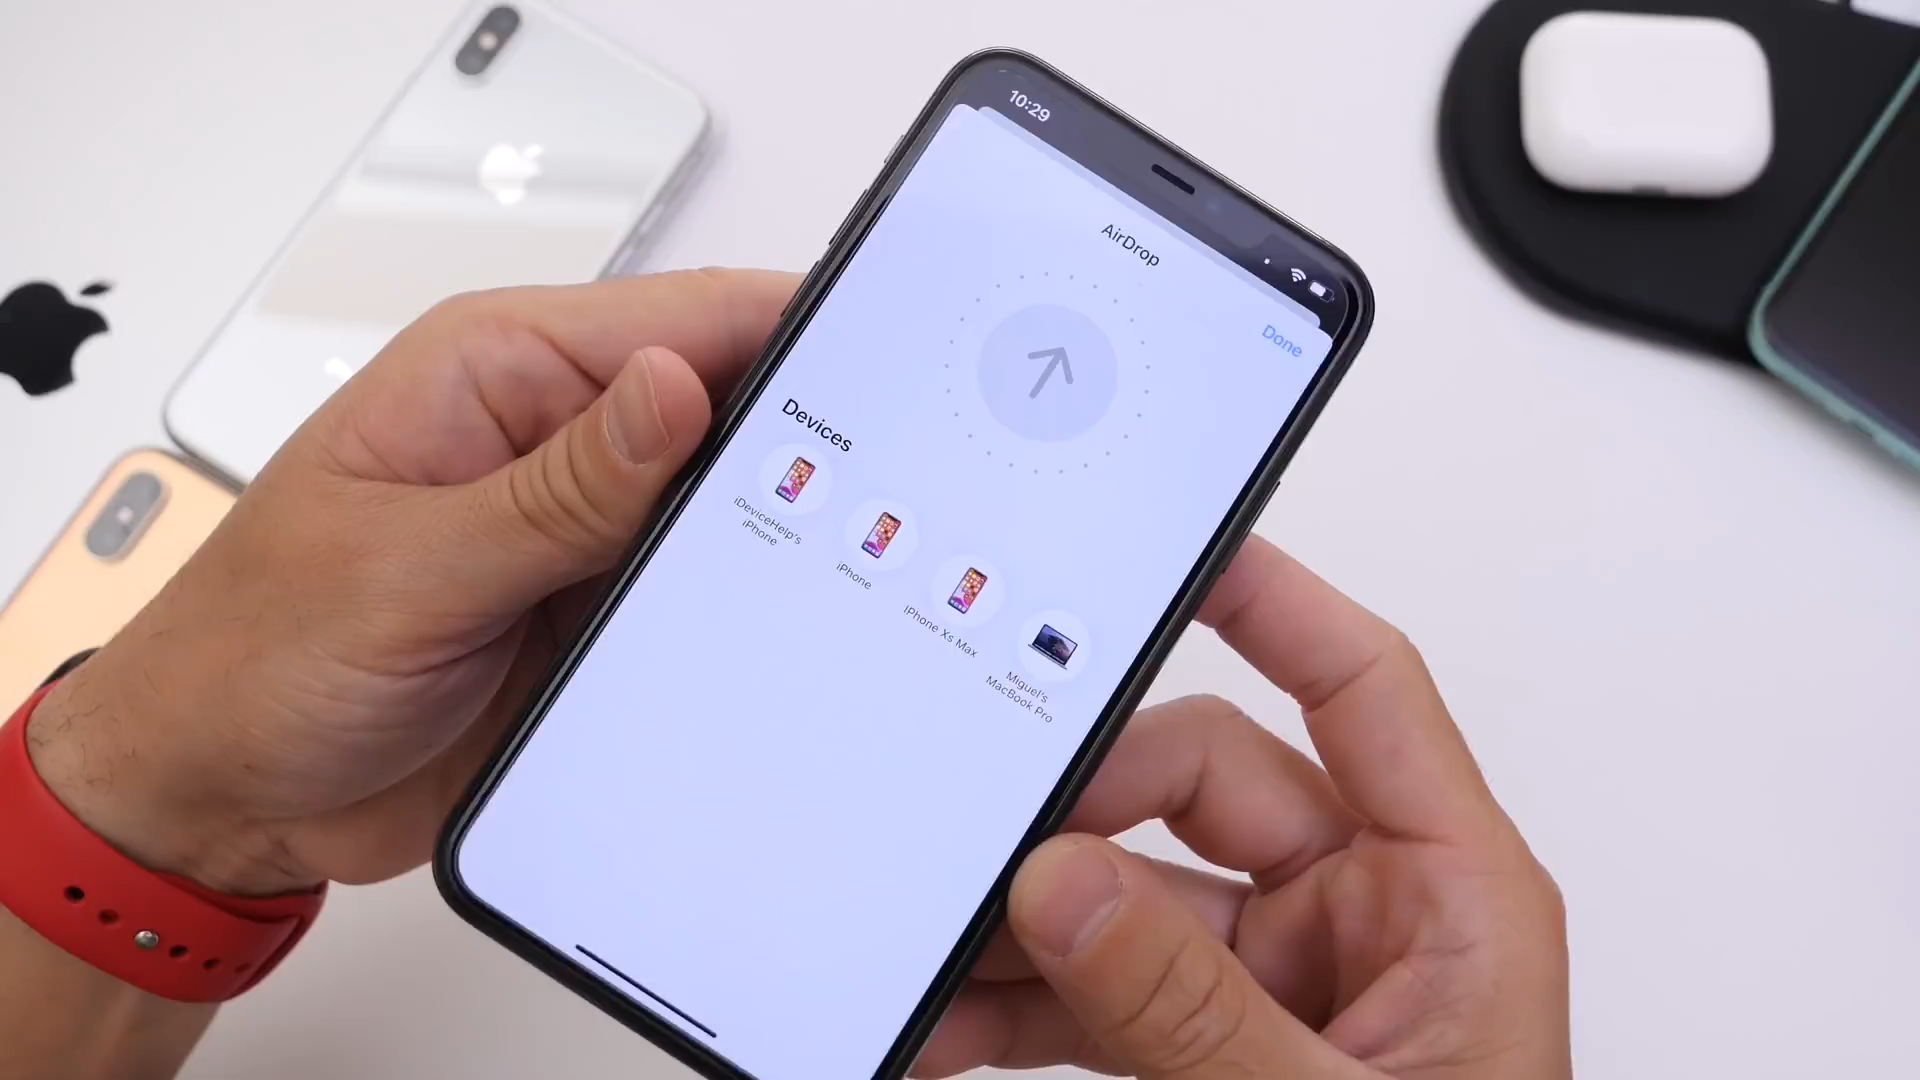 10:29
AirDrop
Done
Devices
iDeviceHelp's
iPhone
iPhone
iPhone Xs Max
Miguel's
MacBook Pro